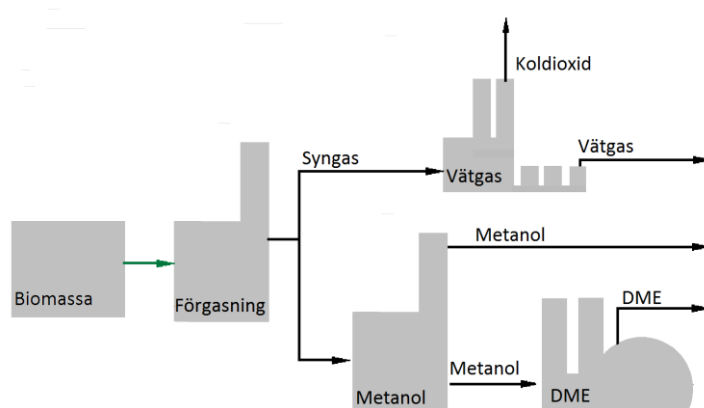 Koldioxid
Syngas
Vätgas
Vätgas
Metanol
Biomassa
Förgasning
DME
Metanol
Metanol
DME